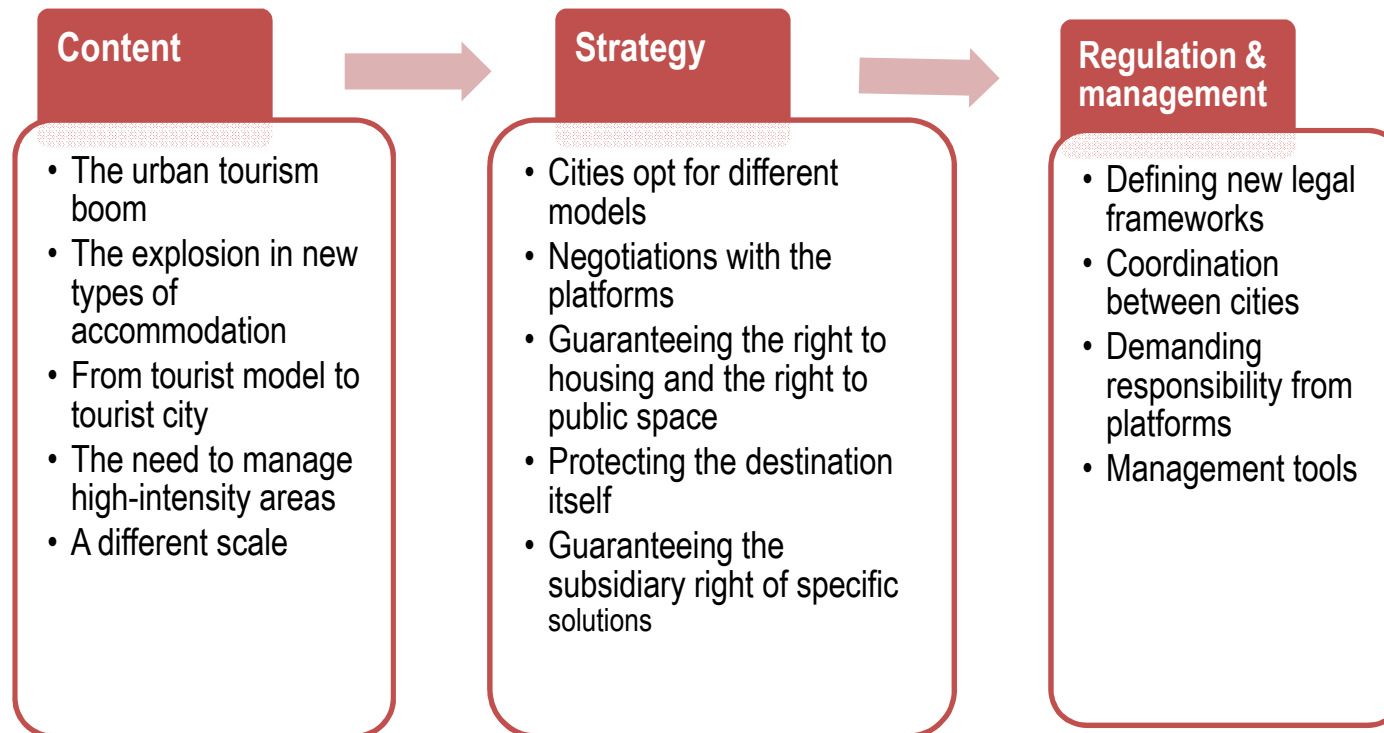 Content
• The urban tourism
boom
• The explosion in new
types of
accommodation
• From tourist model to
tourist city
• The need to manage
high-intensity areas
• A different scale
Strategy
• Cities opt for different
models
• Negotiations with the
platforms
• Guaranteeing the right to
housing and the right to
public space
• Protecting the destination
itself
• Guaranteeing the
subsidiary right of specific
solutions
Regulation &
management
• Defining new legal
frameworks
• Coordination
between cities
• Demanding
responsibility from
platforms
• Management tools